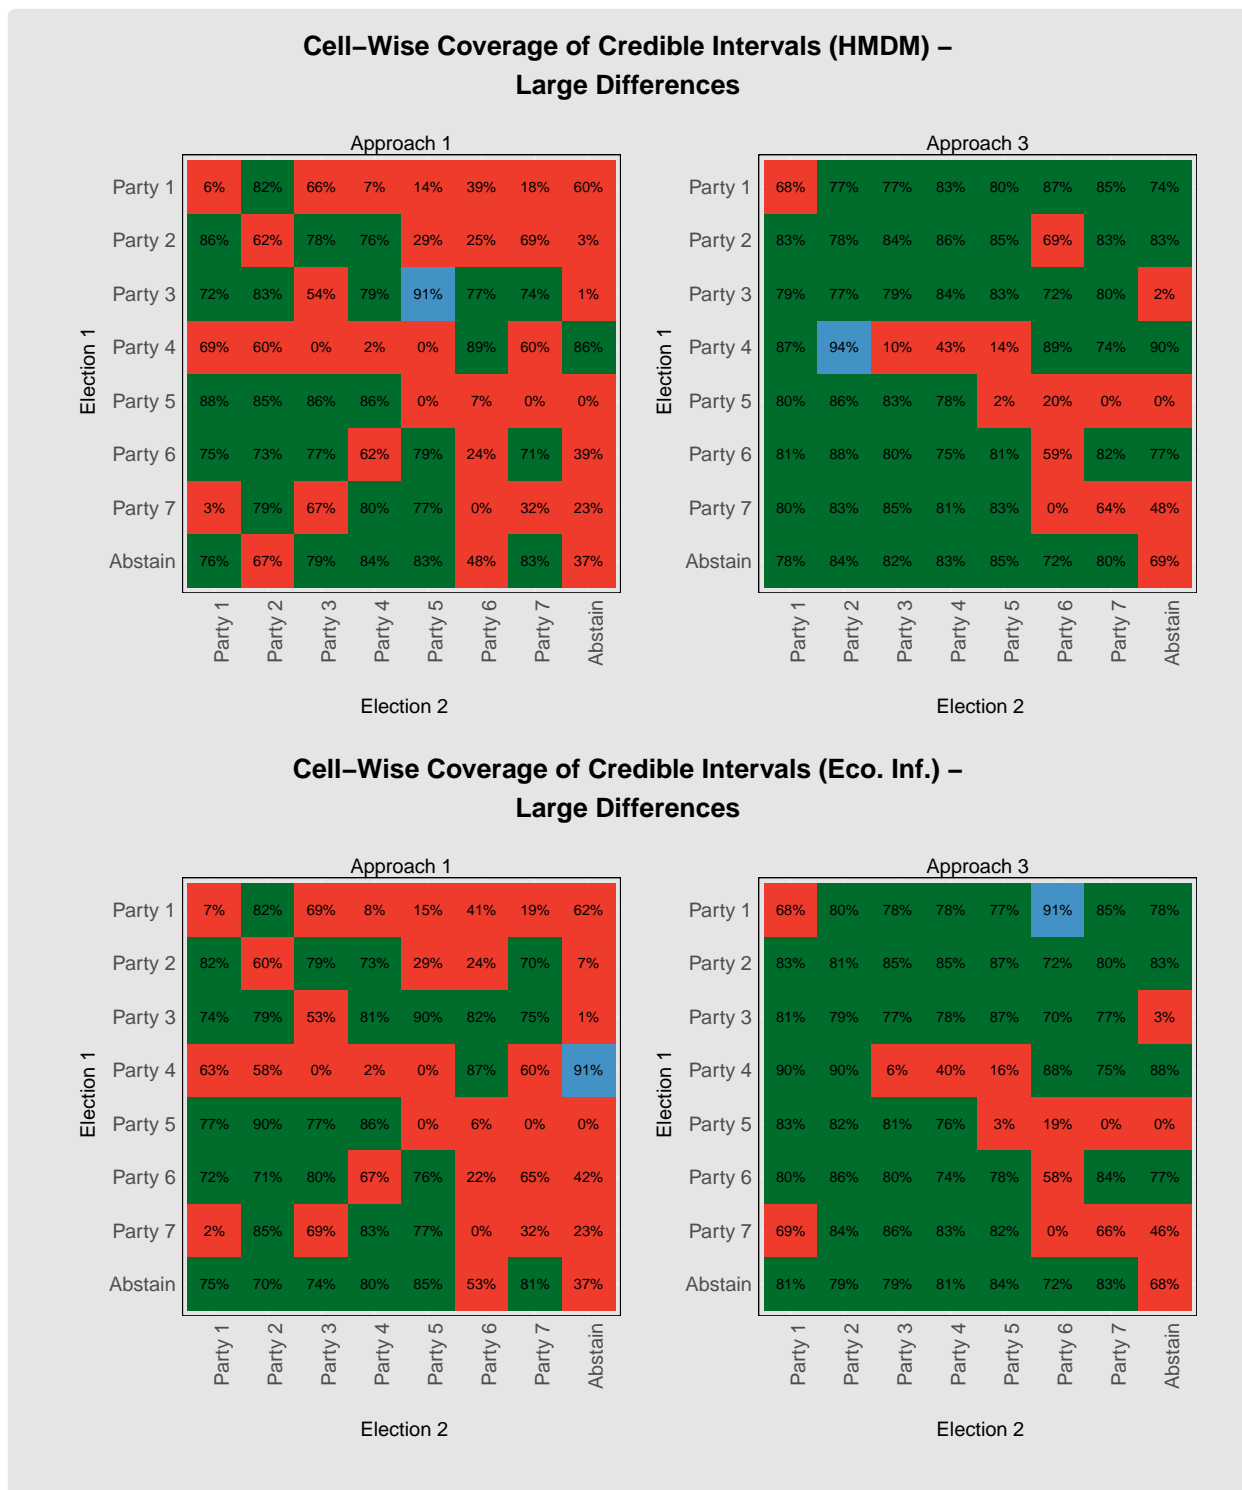 Cell−Wise Coverage of Credible Intervals (HMDM) −
Large Differences
Approach 1
Election 1
Party 1 6% 82% 66% 7% 14% 39% 18% 60%
Party 2 86% 62% 78% 76% 29% 25% 69% 3%
Party 3 72% 83% 54% 79% 91% 77% 74% 1%
Party 4 69% 60% 0% 2% 0% 89% 60% 86%
Party 5 88% 85% 86% 86% 0% 7% 0% 0%
Party 6 75% 73% 77% 62% 79% 24% 71% 39%
Party 7 3% 79% 67% 80% 77% 0% 32% 23%
Abstain 76% 67% 79% 84% 83% 48% 83% 37%
Party 1 Party 2 Party 3 Party 4 Party 5 Party 6 Party 7 Abstain
Election 2
Approach 3
Election 1
Party 1 68% 77% 77% 83% 80% 87% 85% 74%
Party 2 83% 78% 84% 86% 85% 69% 83% 83%
Party 3 79% 77% 79% 84% 83% 72% 80% 2%
Party 4 87% 94% 10% 43% 14% 89% 74% 90%
Party 5 80% 86% 83% 78% 2% 20% 0% 0%
Party 6 81% 88% 80% 75% 81% 59% 82% 77%
Party 7 80% 83% 85% 81% 83% 0% 64% 48%
Abstain 78% 84% 82% 83% 85% 72% 80% 69%
Party 1 Party 2 Party 3 Party 4 Party 5 Party 6 Party 7 Abstain
Election 2
Cell−Wise Coverage of Credible Intervals (Eco. Inf.) −
Large Differences
Approach 1
Election 1
Party 1 7% 82% 69% 8% 15% 41% 19% 62%
Party 2 82% 60% 79% 73% 29% 24% 70% 7%
Party 3 74% 79% 53% 81% 90% 82% 75% 1%
Party 4 63% 58% 0% 2% 0% 87% 60% 91%
Party 5 77% 90% 77% 86% 0% 6% 0% 0%
Party 6 72% 71% 80% 67% 76% 22% 65% 42%
Party 7 2% 85% 69% 83% 77% 0% 32% 23%
Abstain 75% 70% 74% 80% 85% 53% 81% 37%
Party 1 Party 2 Party 3 Party 4 Party 5 Party 6 Party 7 Abstain
Election 2
Approach 3
Election 1
Party 1 68% 80% 78% 78% 77% 91% 85% 78%
Party 2 83% 81% 85% 85% 87% 72% 80% 83%
Party 3 81% 79% 77% 78% 87% 70% 77% 3%
Party 4 90% 90% 6% 40% 16% 88% 75% 88%
Party 5 83% 82% 81% 76% 3% 19% 0% 0%
Party 6 80% 86% 80% 74% 78% 58% 84% 77%
Party 7 69% 84% 86% 83% 82% 0% 66% 46%
Abstain 81% 79% 79% 81% 84% 72% 83% 68%
Party 1 Party 2 Party 3 Party 4 Party 5 Party 6 Party 7 Abstain
Election 2